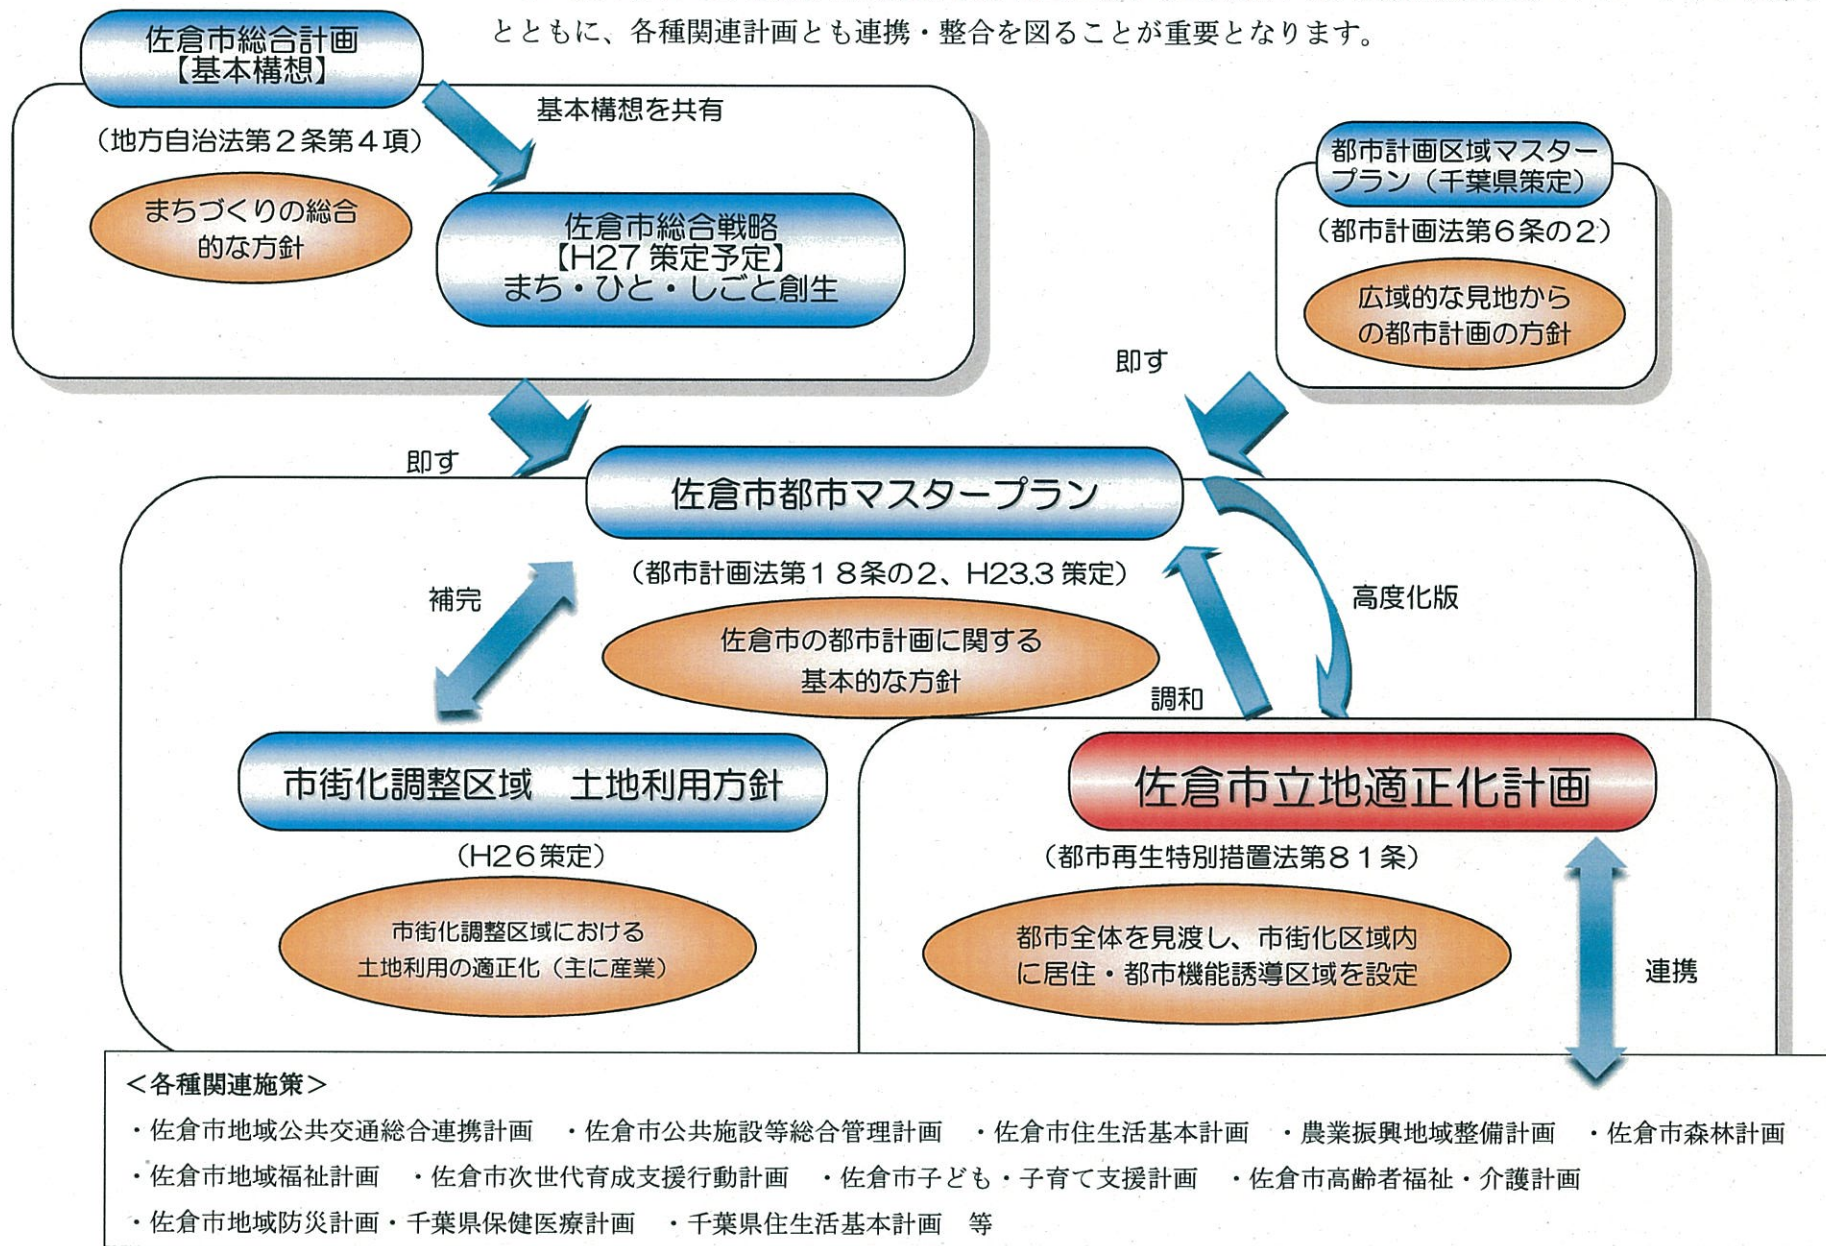 とともに、各種関連計画とも連携・整合を図ることが重要となります。
佐倉市総合計画
【基本構想】
基本構想を共有
(地方自治法第２条第４項)
まちづくりの総合
的な方針
佐倉市総合戦略
【H27 策定予定】
まち・ひと・しごと創生
都市計画区域マスター
プラン（千葉県策定）
(都市計画法第６条の２)
広域的な見地から
の都市計画の方針
即す
即す
佐倉市都市マスタープラン
(都市計画法第１８条の２、H23.3 策定)
補完
高度化版
佐倉市の都市計画に関する
基本的な方針
調和
市街化調整区域　土地利用方針
(H26 策定)
市街化調整区域における
土地利用の適正化（主に産業）
佐倉市立地適正化計画
(都市再生特別措置法第８１条)
都市全体を見渡し、市街化区域内
に居住・都市機能誘導区域を設定
連携
＜各種関連施策＞
・佐倉市地域公共交通総合連携計画　・佐倉市公共施設等総合管理計画　・佐倉市住生活基本計画　・農業振興地域整備計画　・佐倉市森林計画
・佐倉市地域福祉計画　・佐倉市次世代育成支援行動計画　・佐倉市子ども・子育て支援計画　・佐倉市高齢者福祉・介護計画
・佐倉市地域防災計画・千葉県保健医療計画　・千葉県住生活基本計画　等